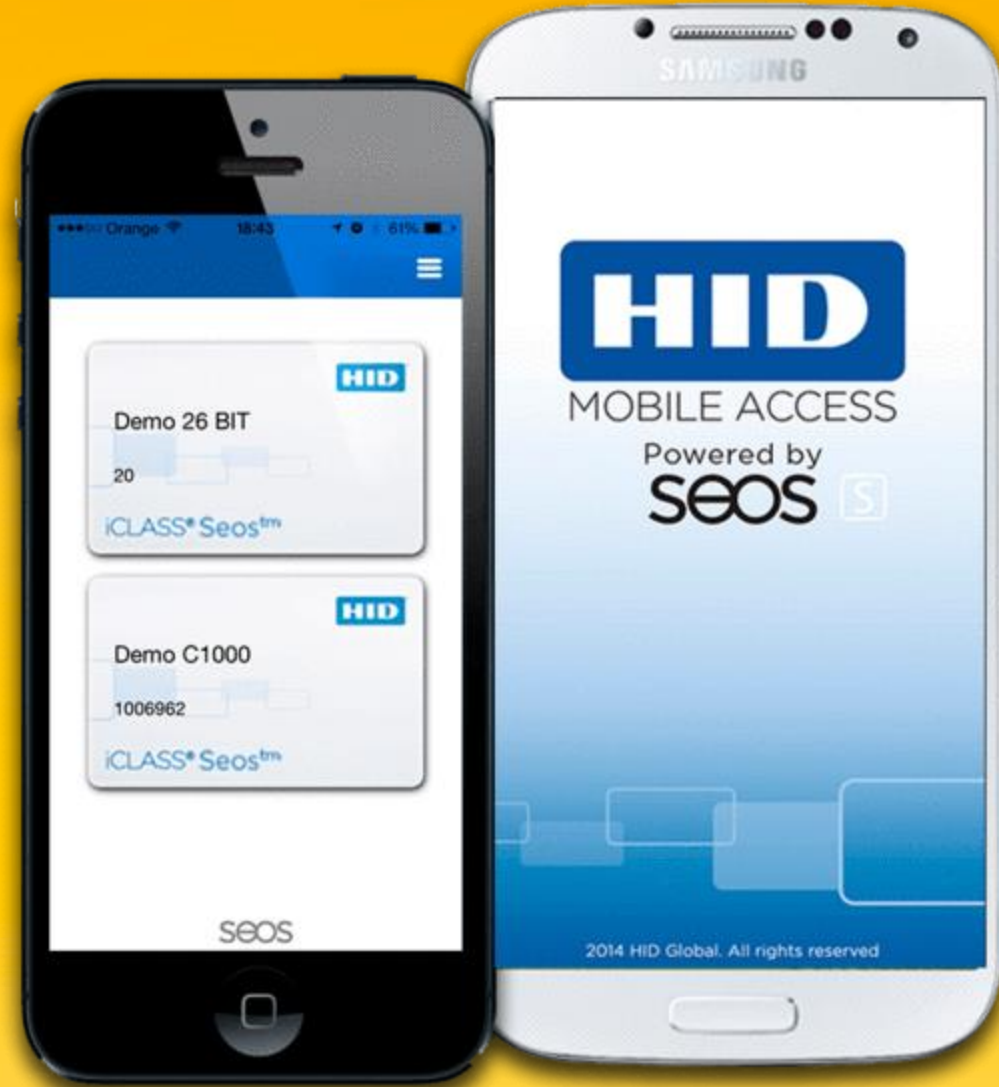 Orange 18:43 61%
HID
Demo 26 BIT
20
iCLASS® Seos™
HID
Demo C1000
1006962
iCLASS® Seos™
seos
SAMSUNG
HID
MOBILE ACCESS
Powered by
seos S
2014 HID Global. All rights reserved